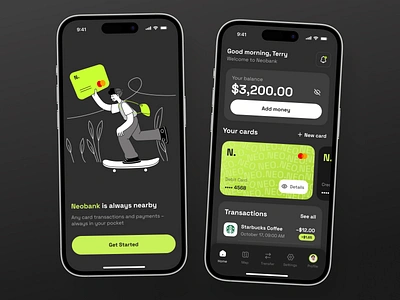 9:41
N.
Neobank is always nearby
Any card transactions and payments –
always in your pocket
Get Started
9:41
Good morning, Terry
Welcome to Neobank
Your balance
$3,200.00
Add money
Your cards
+ New card
N.
Debit Card
•••• 4568
Details
Transactions
See all
Starbucks Coffee
-$12.00
October 17, 09:00 AM
Home
Transfer
Settings
Profile